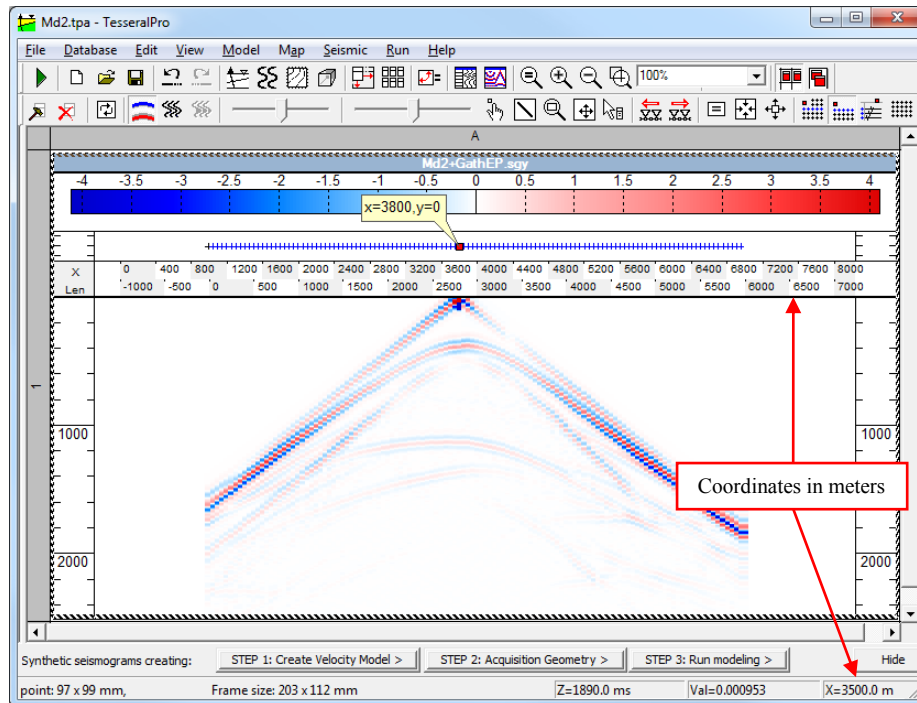 Md2.tpa - TesseralPro
File Database Edit View Model Map Seismic Run Help
100%
A
Md2+GathEP.sgy
-4 -3.5 -3 -2.5 -2 -1.5 -1 -0.5 0 0.5 1 1.5 2 2.5 3 3.5 4
x=3800,y=0
X 0 400 800 1200 1600 2000 2400 2800 3200 3600 4000 4400 4800 5200 5600 6000 6400 6800 7200 7600 8000
Len -1000 -500 0 500 1000 1500 2000 2500 3000 3500 4000 4500 5000 5500 6000 6500 7000
1
1000 1000
Coordinates in meters
2000 2000
Synthetic seismograms creating: STEP 1: Create Velocity Model > STEP 2: Acquisition Geometry > STEP 3: Run modeling > Hide
point: 97 x 99 mm, Frame size: 203 x 112 mm Z=1890.0 ms Val=0.000953 X=3500.0 m